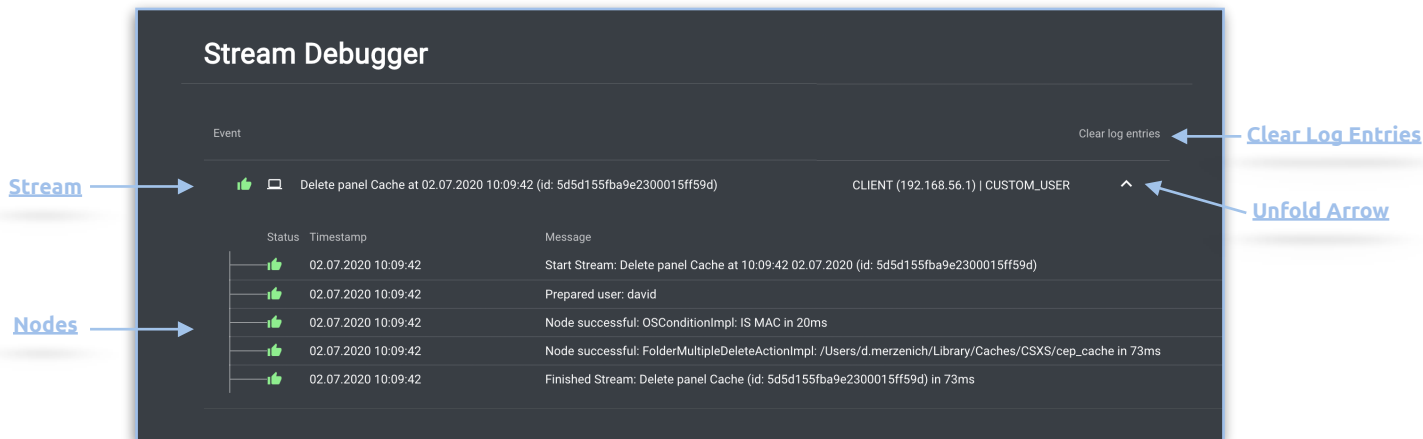 Stream Debugger
Event
Clear log entries
Clear Log Entries
Stream
Delete panel Cache at 02.07.2020 10:09:42 (id: 5d5d155fba9e2300015ff59d)
CLIENT (192.168.56.1) | CUSTOM_USER
Unfold Arrow
Status Timestamp Message
02.07.2020 10:09:42 Start Stream: Delete panel Cache at 10:09:42 02.07.2020 (id: 5d5d155fba9e2300015ff59d)
02.07.2020 10:09:42 Prepared user: david
Nodes
02.07.2020 10:09:42 Node successful: OSConditionImpl: IS MAC in 20ms
02.07.2020 10:09:42 Node successful: FolderMultipleDeleteActionImpl: /Users/d.merzenich/Library/Caches/CSXS/cep_cache in 73ms
02.07.2020 10:09:42 Finished Stream: Delete panel Cache (id: 5d5d155fba9e2300015ff59d) in 73ms